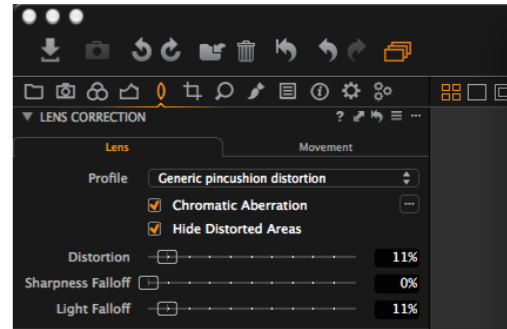 LENS CORRECTION ?
Lens Movement
Profile Generic pincushion distortion
Chromatic Aberration
Hide Distorted Areas
Distortion 11%
Sharpness Falloff 0%
Light Falloff 11%